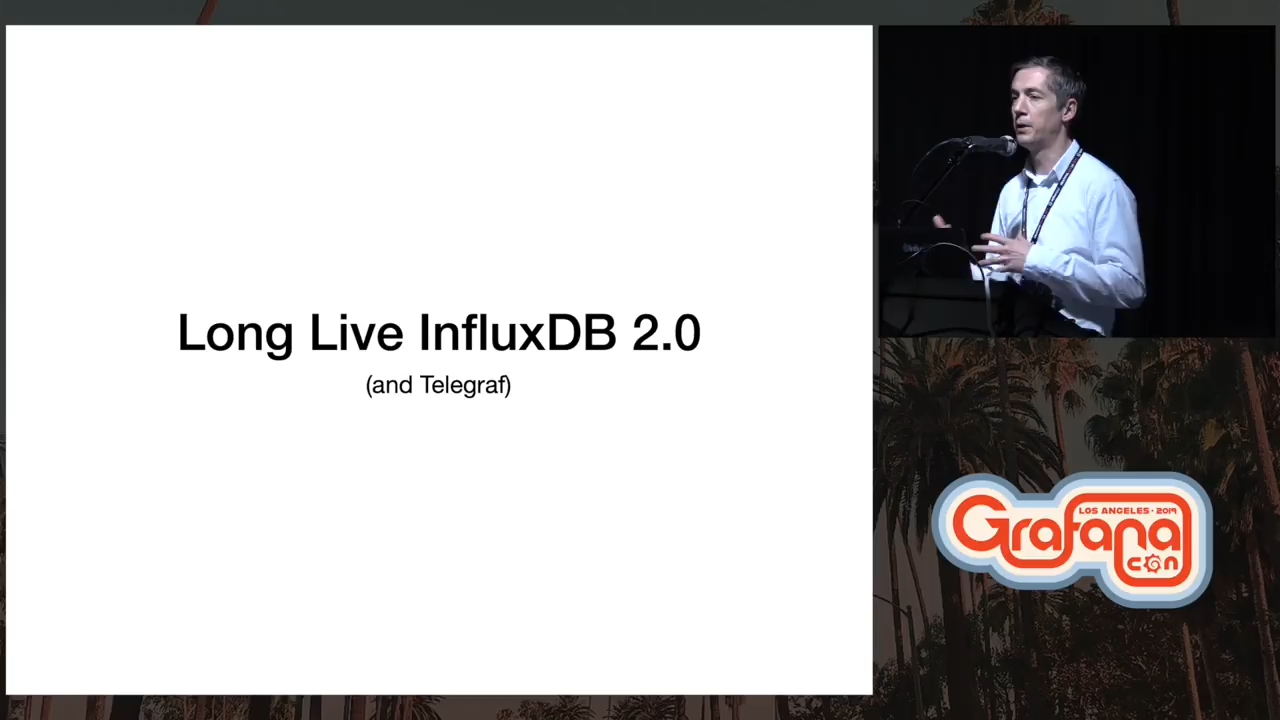 Long Live InfluxDB 2.0
(and Telegraf)
LOS ANGELES · 2019
Grafana
con